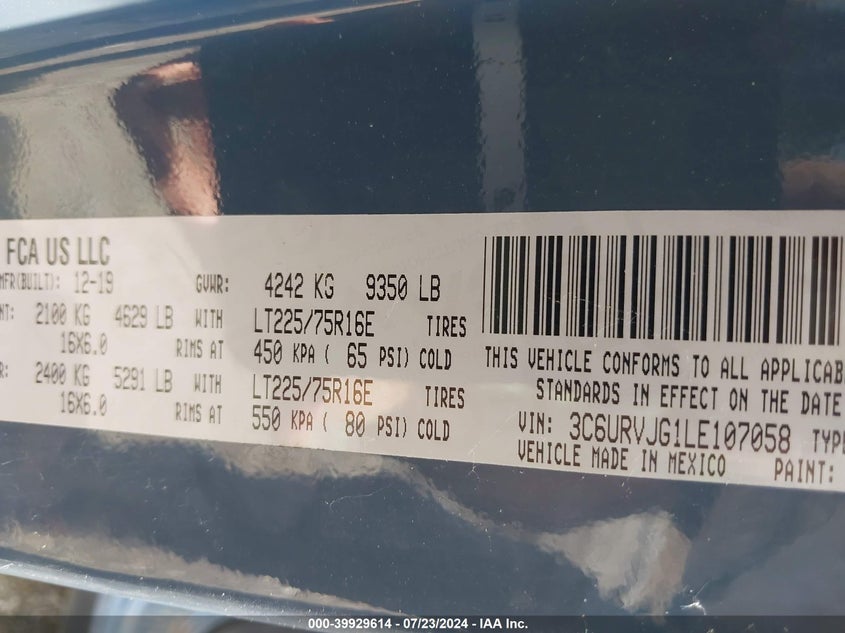 FCA US LLC
MFR(BUILT): 12-19 GVWR: 4242 KG 9350 LB
NT: 2100 KG 4629 LB WITH LT225/75R16E TIRES
16X6.0 RIMS AT 450 KPA ( 65 PSI) COLD
R: 2400 KG 5291 LB WITH LT225/75R16E TIRES
16X6.0 RIMS AT 550 KPA ( 80 PSI) COLD
THIS VEHICLE CONFORMS TO ALL APPLICAB
STANDARDS IN EFFECT ON THE DATE
VIN: 3C6URVJG1LE107058 TYPE
VEHICLE MADE IN MEXICO PAINT:
000-39929614 - 07/23/2024 - IAA Inc.